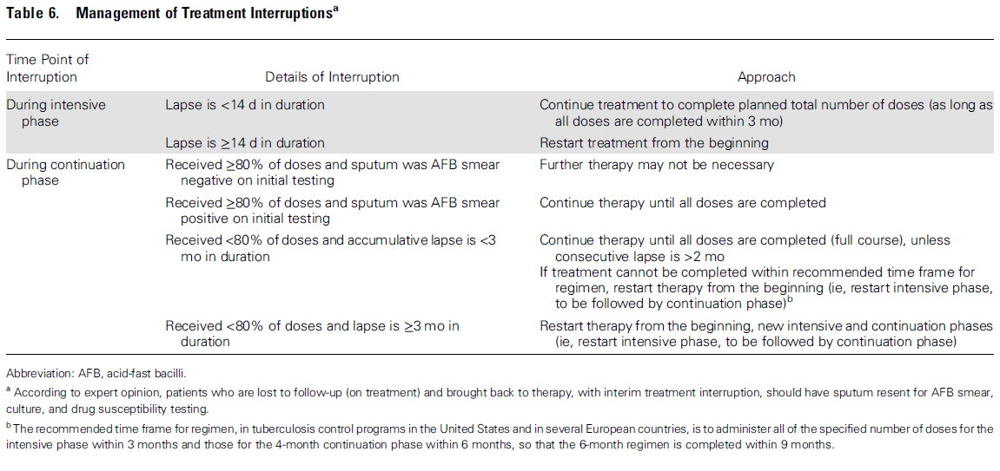 Table 6. Management of Treatment Interruptionsa
Time Point of
Interruption
Details of Interruption
Approach
During intensive
phase
Lapse is <14 d in duration
Continue treatment to complete planned total number of doses (as long as
all doses are completed within 3 mo)
Lapse is ≥14 d in duration
Restart treatment from the beginning
During continuation
phase
Received ≥80% of doses and sputum was AFB smear
negative on initial testing
Further therapy may not be necessary
Received ≥80% of doses and sputum was AFB smear
positive on initial testing
Continue therapy until all doses are completed
Received <80% of doses and accumulative lapse is <3
mo in duration
Continue therapy until all doses are completed (full course), unless
consecutive lapse is >2 mo
If treatment cannot be completed within recommended time frame for
regimen, restart therapy from the beginning (ie, restart intensive phase,
to be followed by continuation phase)b
Received <80% of doses and lapse is ≥3 mo in
duration
Restart therapy from the beginning, new intensive and continuation phases
(ie, restart intensive phase, to be followed by continuation phase)
Abbreviation: AFB, acid-fast bacilli.
a According to expert opinion, patients who are lost to follow-up (on treatment) and brought back to therapy, with interim treatment interruption, should have sputum resent for AFB smear,
culture, and drug susceptibility testing.
b The recommended time frame for regimen, in tuberculosis control programs in the United States and in several European countries, is to administer all of the specified number of doses for the
intensive phase within 3 months and those for the 4-month continuation phase within 6 months, so that the 6-month regimen is completed within 9 months.